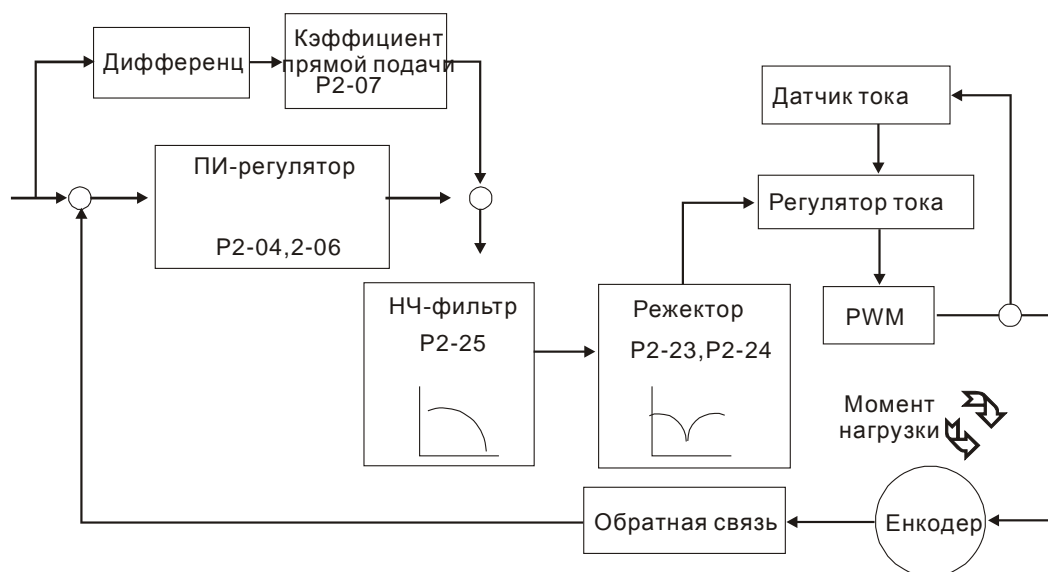 Дифференц
Кэффициент
прямой подачи
P2-07
Датчик тока
ПИ-регулятор
P2-04,2-06
Регулятор тока
НЧ-фильтр
P2-25
Режектор
P2-23,P2-24
PWM
Момент
нагрузки
Обратная связь
Енкодер